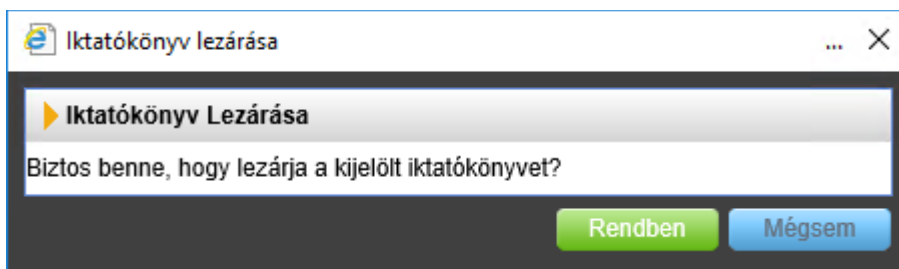 Iktatókönyv lezárása ...
Iktatókönyv Lezárása
Biztos benne, hogy lezárja a kijelölt iktatókönyvet?
Rendben Mégsem